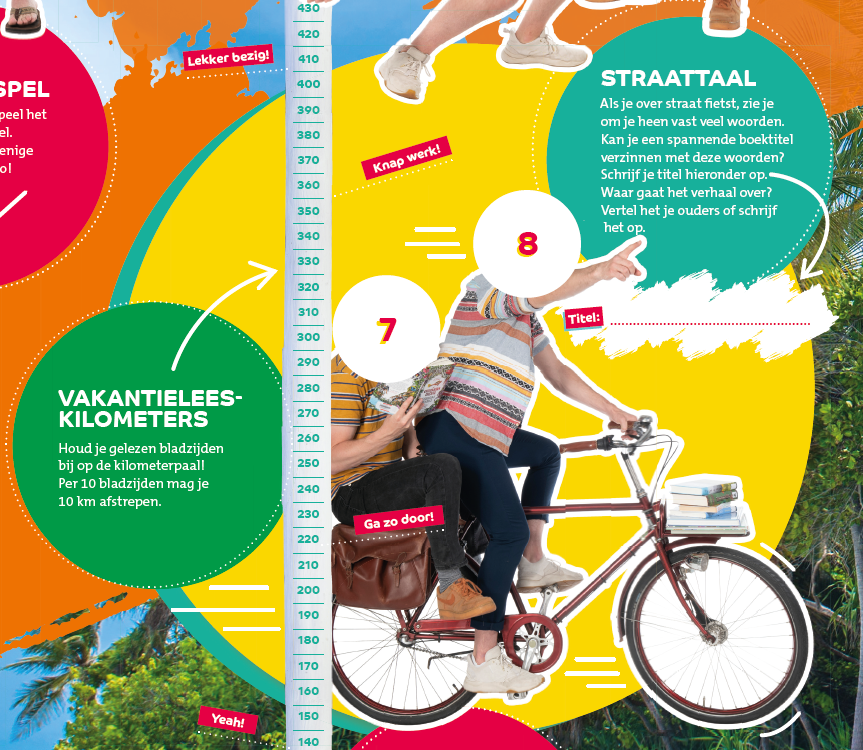 SPEL
peel het
el.
enige
o!
Lekker bezig!
Knap werk!
STRAATTAAL
Als je over straat fietst, zie je
om je heen vast veel woorden.
Kan je een spannende boektitel
verzinnen met deze woorden?
Schrijf je titel hieronder op.
Waar gaat het verhaal over?
Vertel het je ouders of schrijf
het op.
8
Titel:
7
VAKANTIELEES-
KILOMETERS
Houd je gelezen bladzijden
bij op de kilometerpaal!
Per 10 bladzijden mag je
10 km afstrepen.
Ga zo door!
Yeah!
430
420
410
400
390
380
370
360
350
340
330
320
310
300
290
280
270
260
250
240
230
220
210
200
190
180
170
160
150
140